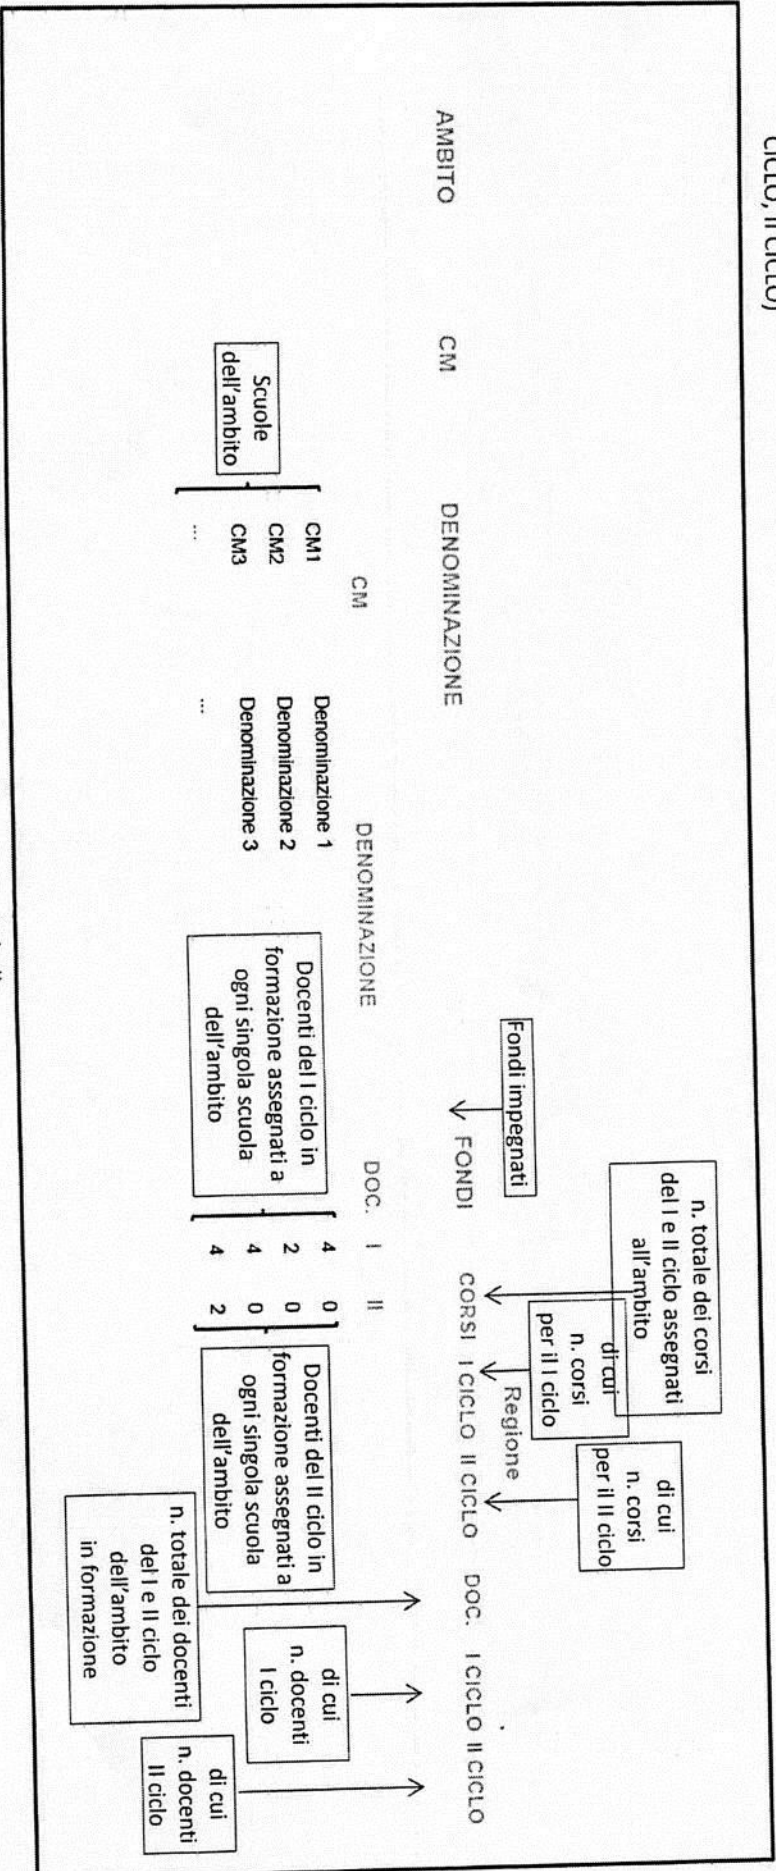 CICLO, II CICLO)
n. totale dei corsi
del I e II ciclo assegnati
all'ambito
di cui
n. corsi
per il I ciclo
di cui
n. corsi
per il II ciclo
Fondi impegnati
Regione
AMBITO CM DENOMINAZIONE FONDI CORSI I CICLO II CICLO DOC. I CICLO II CICLO
CM DENOMINAZIONE DOC. I II
Scuole
dell'ambito
CM1 Denominazione 1 4 0
CM2 Denominazione 2 2 0
CM3 Denominazione 3 4 0
... ... 4 2
Docenti del I ciclo in
formazione assegnati a
ogni singola scuola
dell'ambito
Docenti del II ciclo in
formazione assegnati a
ogni singola scuola
dell'ambito
n. totale dei docenti
del I e II ciclo
dell'ambito
in formazione
di cui
n. docenti
I ciclo
di cui
n. docenti
II ciclo